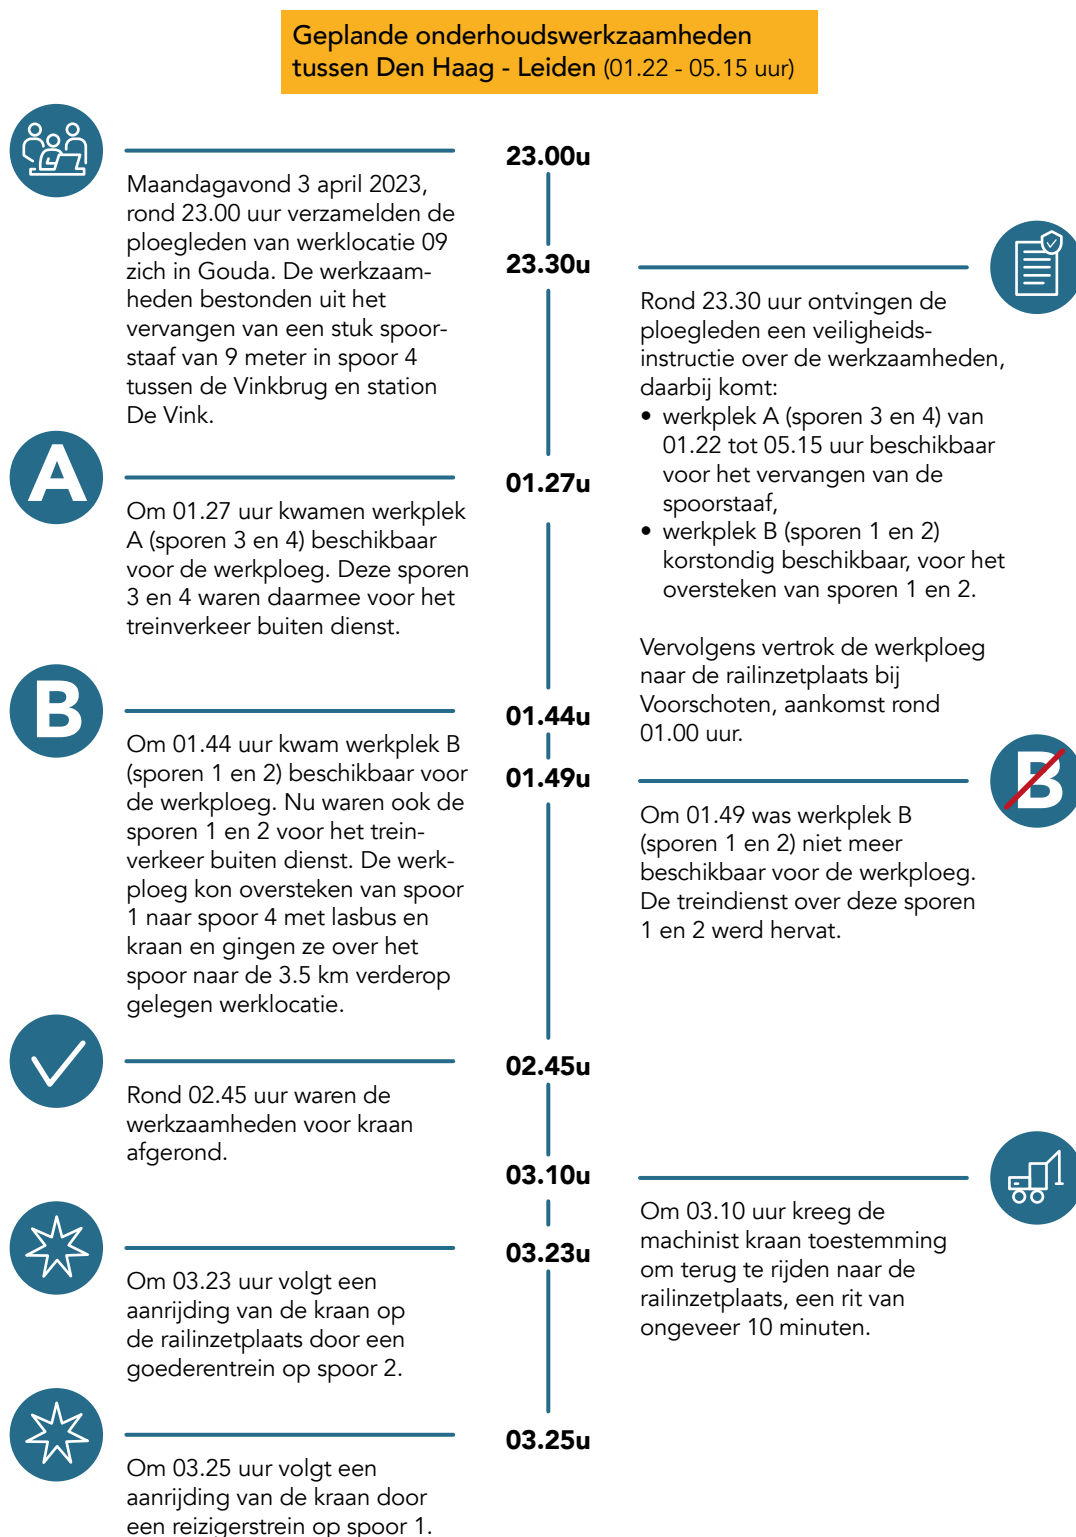 Geplande onderhoudswerkzaamheden
tussen Den Haag - Leiden (01.22 - 05.15 uur)
23.00u
Maandagavond 3 april 2023,
rond 23.00 uur verzamelden de
ploegleden van werklocatie 09
zich in Gouda. De werkzaam-
heden bestonden uit het
vervangen van een stuk spoor-
staaf van 9 meter in spoor 4
tussen de Vinkbrug en station
De Vink.
23.30u
Rond 23.30 uur ontvingen de
ploegleden een veiligheids-
instructie over de werkzaamheden,
daarbij komt:
• werkplek A (sporen 3 en 4) van
01.22 tot 05.15 uur beschikbaar
voor het vervangen van de
spoorstaaf,
• werkplek B (sporen 1 en 2)
korstondig beschikbaar, voor het
oversteken van sporen 1 en 2.
Vervolgens vertrok de werkploeg
naar de railinzetplaats bij
Voorschoten, aankomst rond
01.00 uur.
A
01.27u
Om 01.27 uur kwamen werkplek
A (sporen 3 en 4) beschikbaar
voor de werkploeg. Deze sporen
3 en 4 waren daarmee voor het
treinverkeer buiten dienst.
B
01.44u
Om 01.44 uur kwam werkplek B
(sporen 1 en 2) beschikbaar voor
de werkploeg. Nu waren ook de
sporen 1 en 2 voor het trein-
verkeer buiten dienst. De werk-
ploeg kon oversteken van spoor
1 naar spoor 4 met lasbus en
kraan en gingen ze over het
spoor naar de 3.5 km verderop
gelegen werklocatie.
01.49u
B
Om 01.49 was werkplek B
(sporen 1 en 2) niet meer
beschikbaar voor de werkploeg.
De treindienst over deze sporen
1 en 2 werd hervat.
02.45u
Rond 02.45 uur waren de
werkzaamheden voor kraan
afgerond.
03.10u
Om 03.10 uur kreeg de
machinist kraan toestemming
om terug te rijden naar de
railinzetplaats, een rit van
ongeveer 10 minuten.
03.23u
Om 03.23 uur volgt een
aanrijding van de kraan op
de railinzetplaats door een
goederentrein op spoor 2.
03.25u
Om 03.25 uur volgt een
aanrijding van de kraan door
een reizigerstrein op spoor 1.